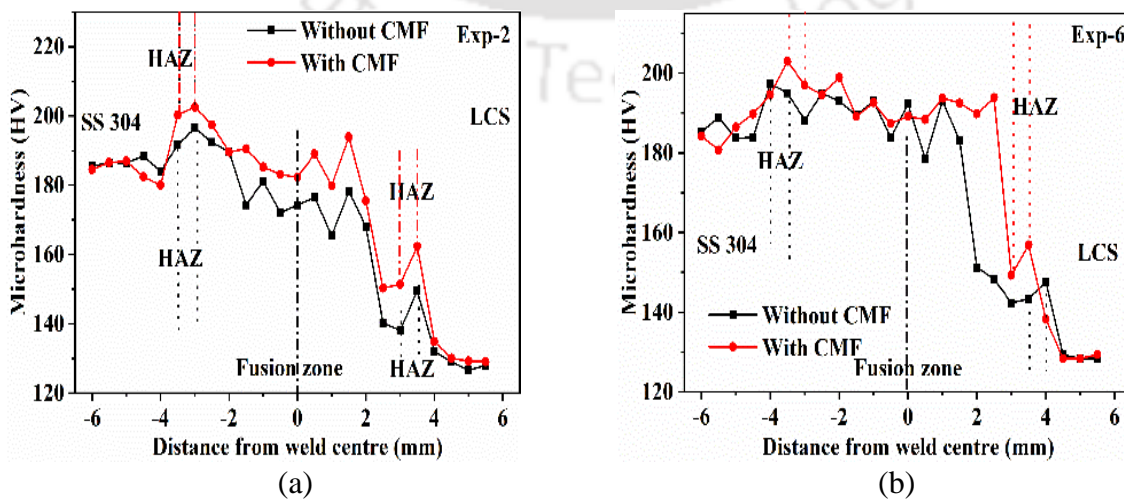 Tec
Without CMF
With CMF
Exp-2
HAZ
SS 304
LCS
HAZ
HAZ
HAZ
Fusion zone
Microhardness (HV)
220
200
180
160
140
120
-6 -4 -2 0 2 4 6
Distance from weld centre (mm)
(a)
Exp-6
HAZ
HAZ
SS 304
LCS
Without CMF
With CMF
Fusion zone
Microhardness (HV)
200
180
160
140
120
-6 -4 -2 0 2 4 6
Distance from weld centre (mm)
(b)